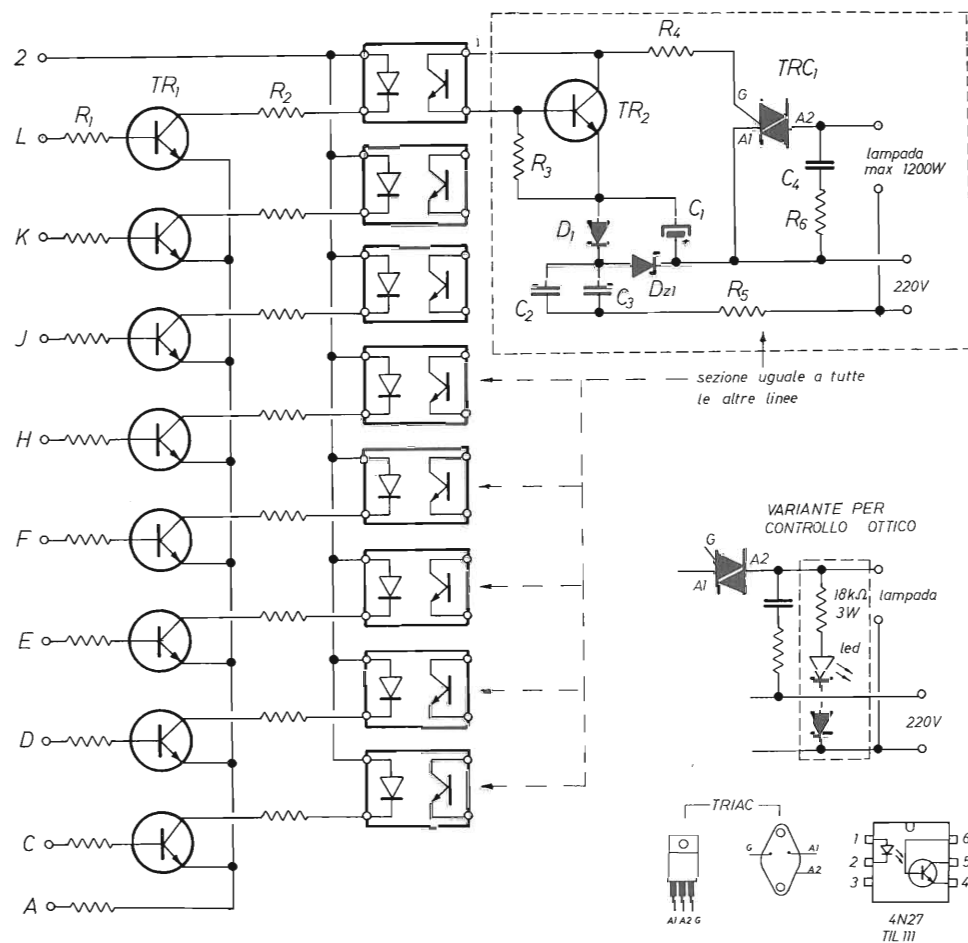 2
L
R1
TR1
R2
1
R4
TRC1
G
A1
A2
TR2
R3
lampada
max 1200W
C4
R6
C1
D1
Dz1
C2
C3
R5
220V
K
J
H
F
E
D
C
A
sezione uguale a tutte
le altre linee
VARIANTE PER
CONTROLLO OTTICO
G
A2
A1
18kΩ
3W
lampada
led
220V
TRIAC
G
A1
A2
A1 A2 G
1
2
3
6
5
4
4N27
TIL 111